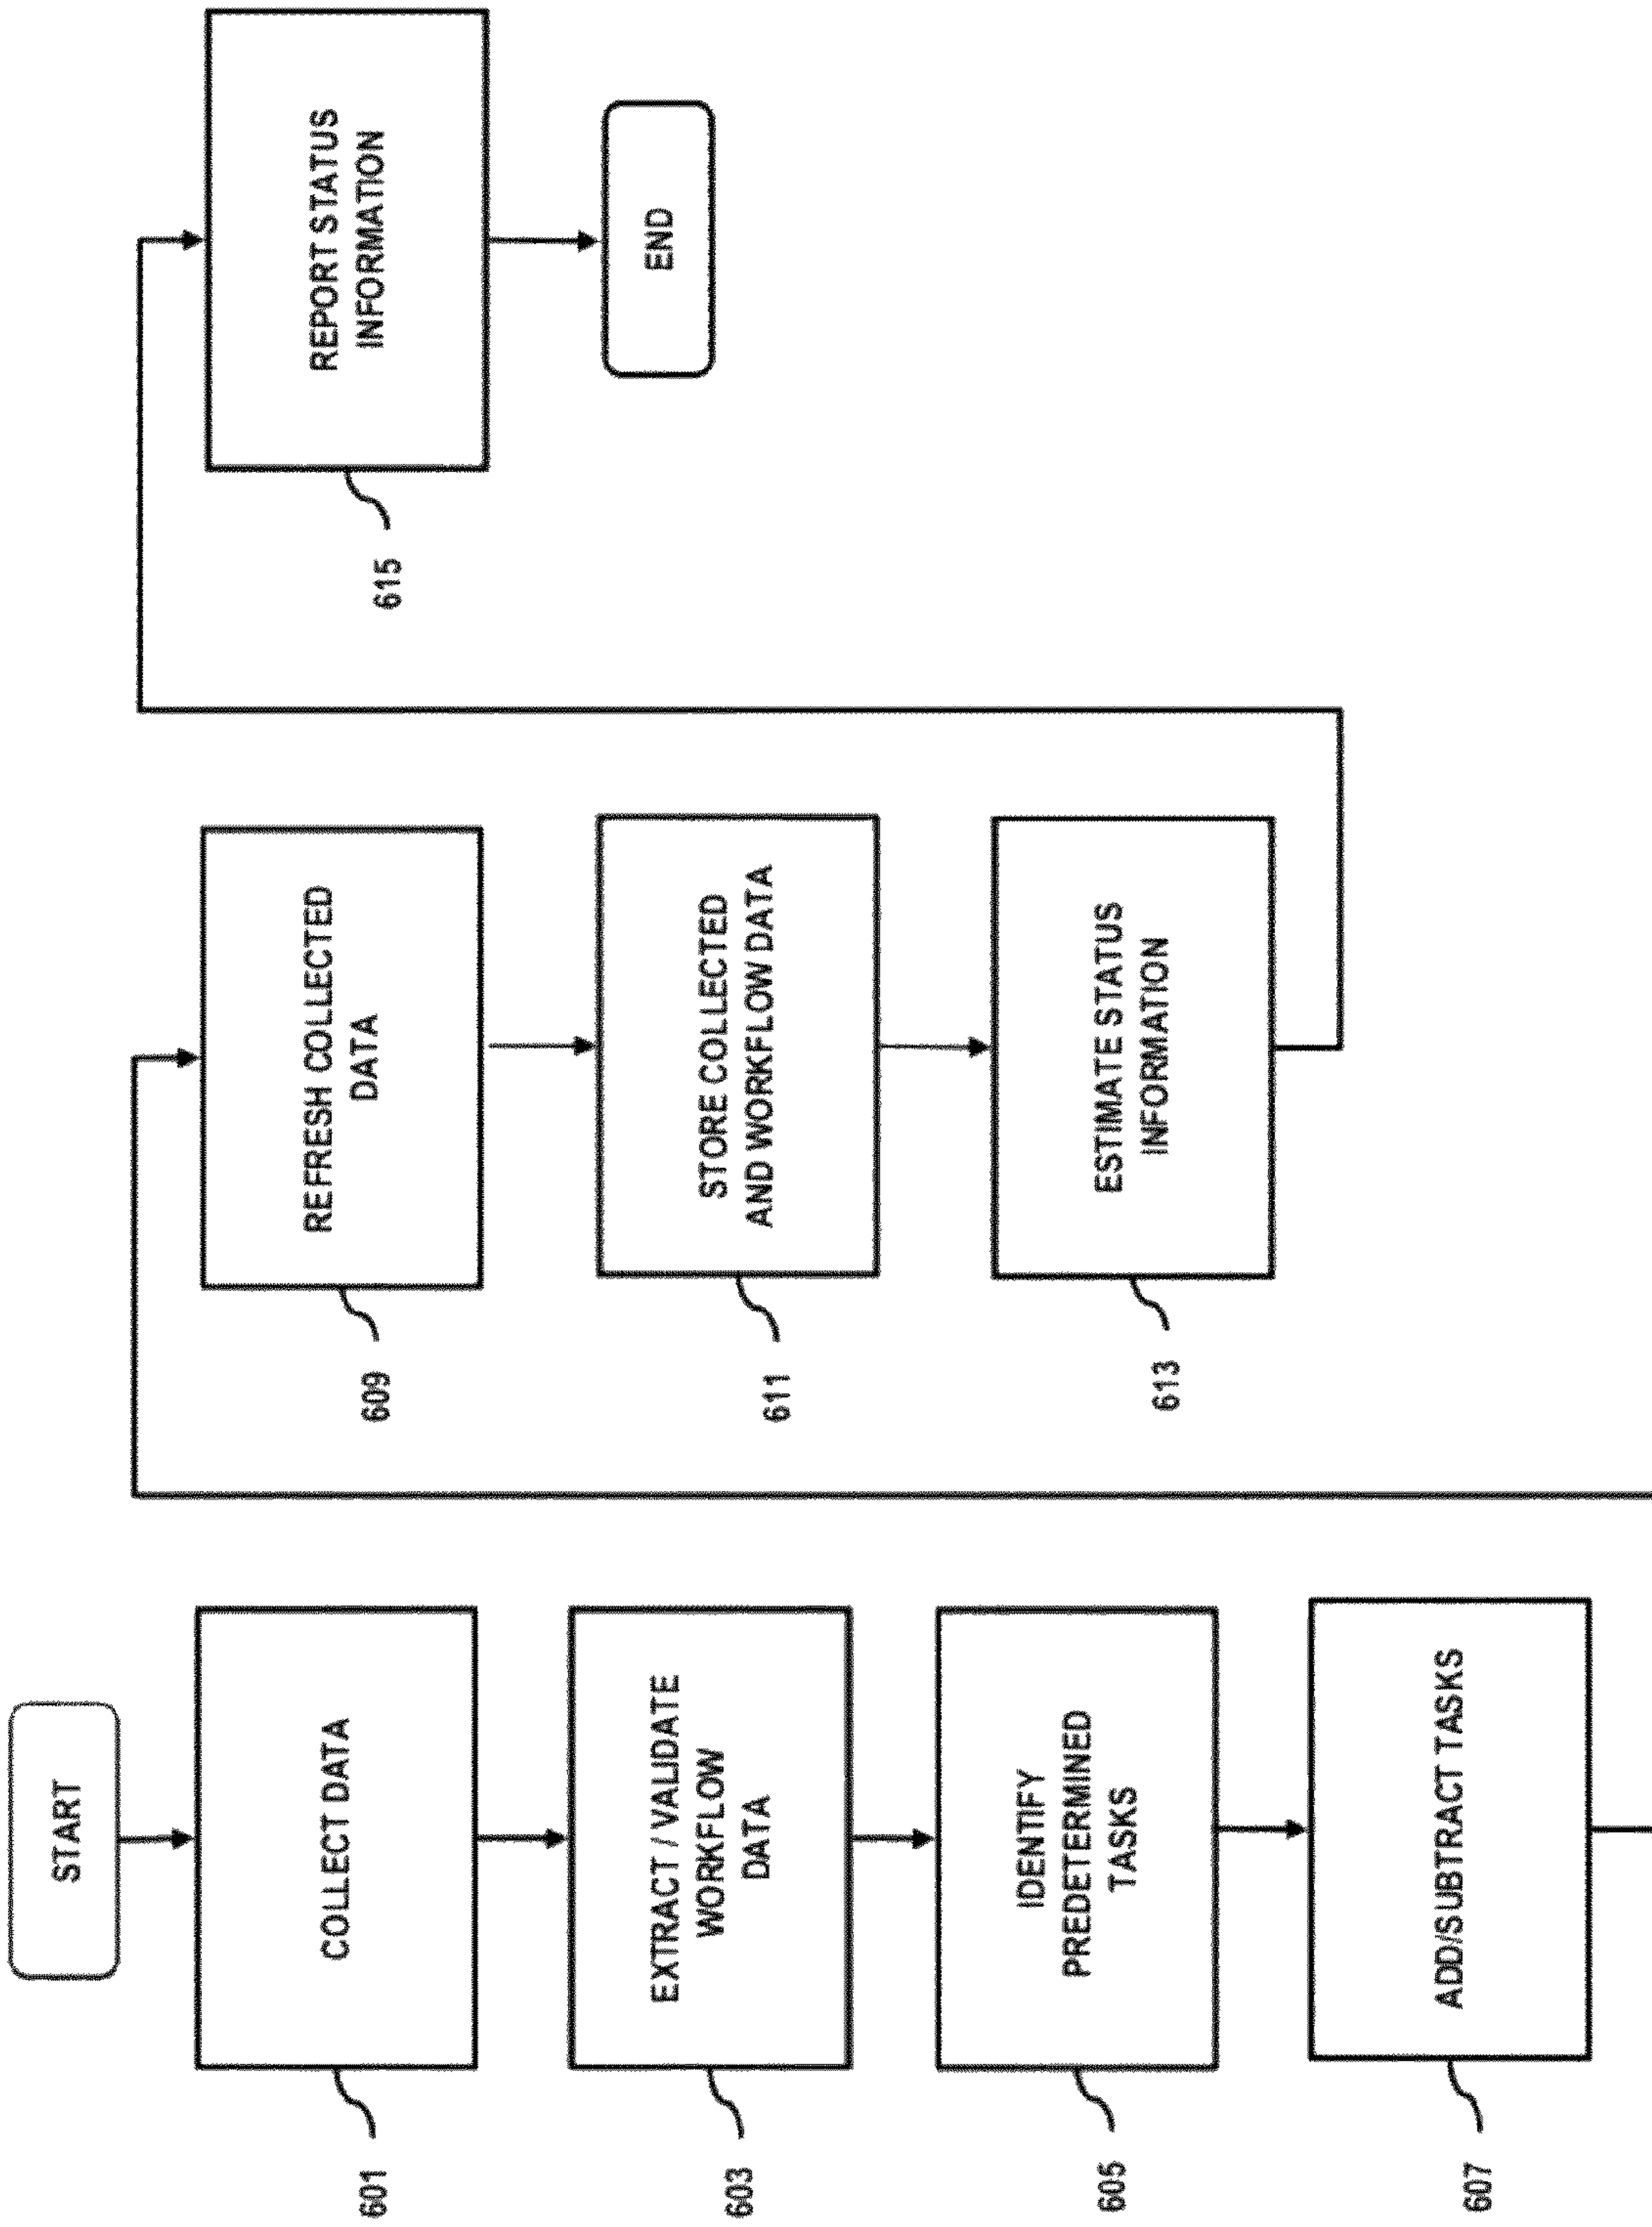 START
COLLECT DATA
601
EXTRACT / VALIDATE
WORKFLOW
DATA
603
IDENTIFY
PREDETERMINED
TASKS
605
ADD/SUBTRACT TASKS
607
REFRESH COLLECTED
DATA
609
STORE COLLECTED
AND WORKFLOW DATA
611
ESTIMATE STATUS
INFORMATION
613
REPORT STATUS
INFORMATION
615
END